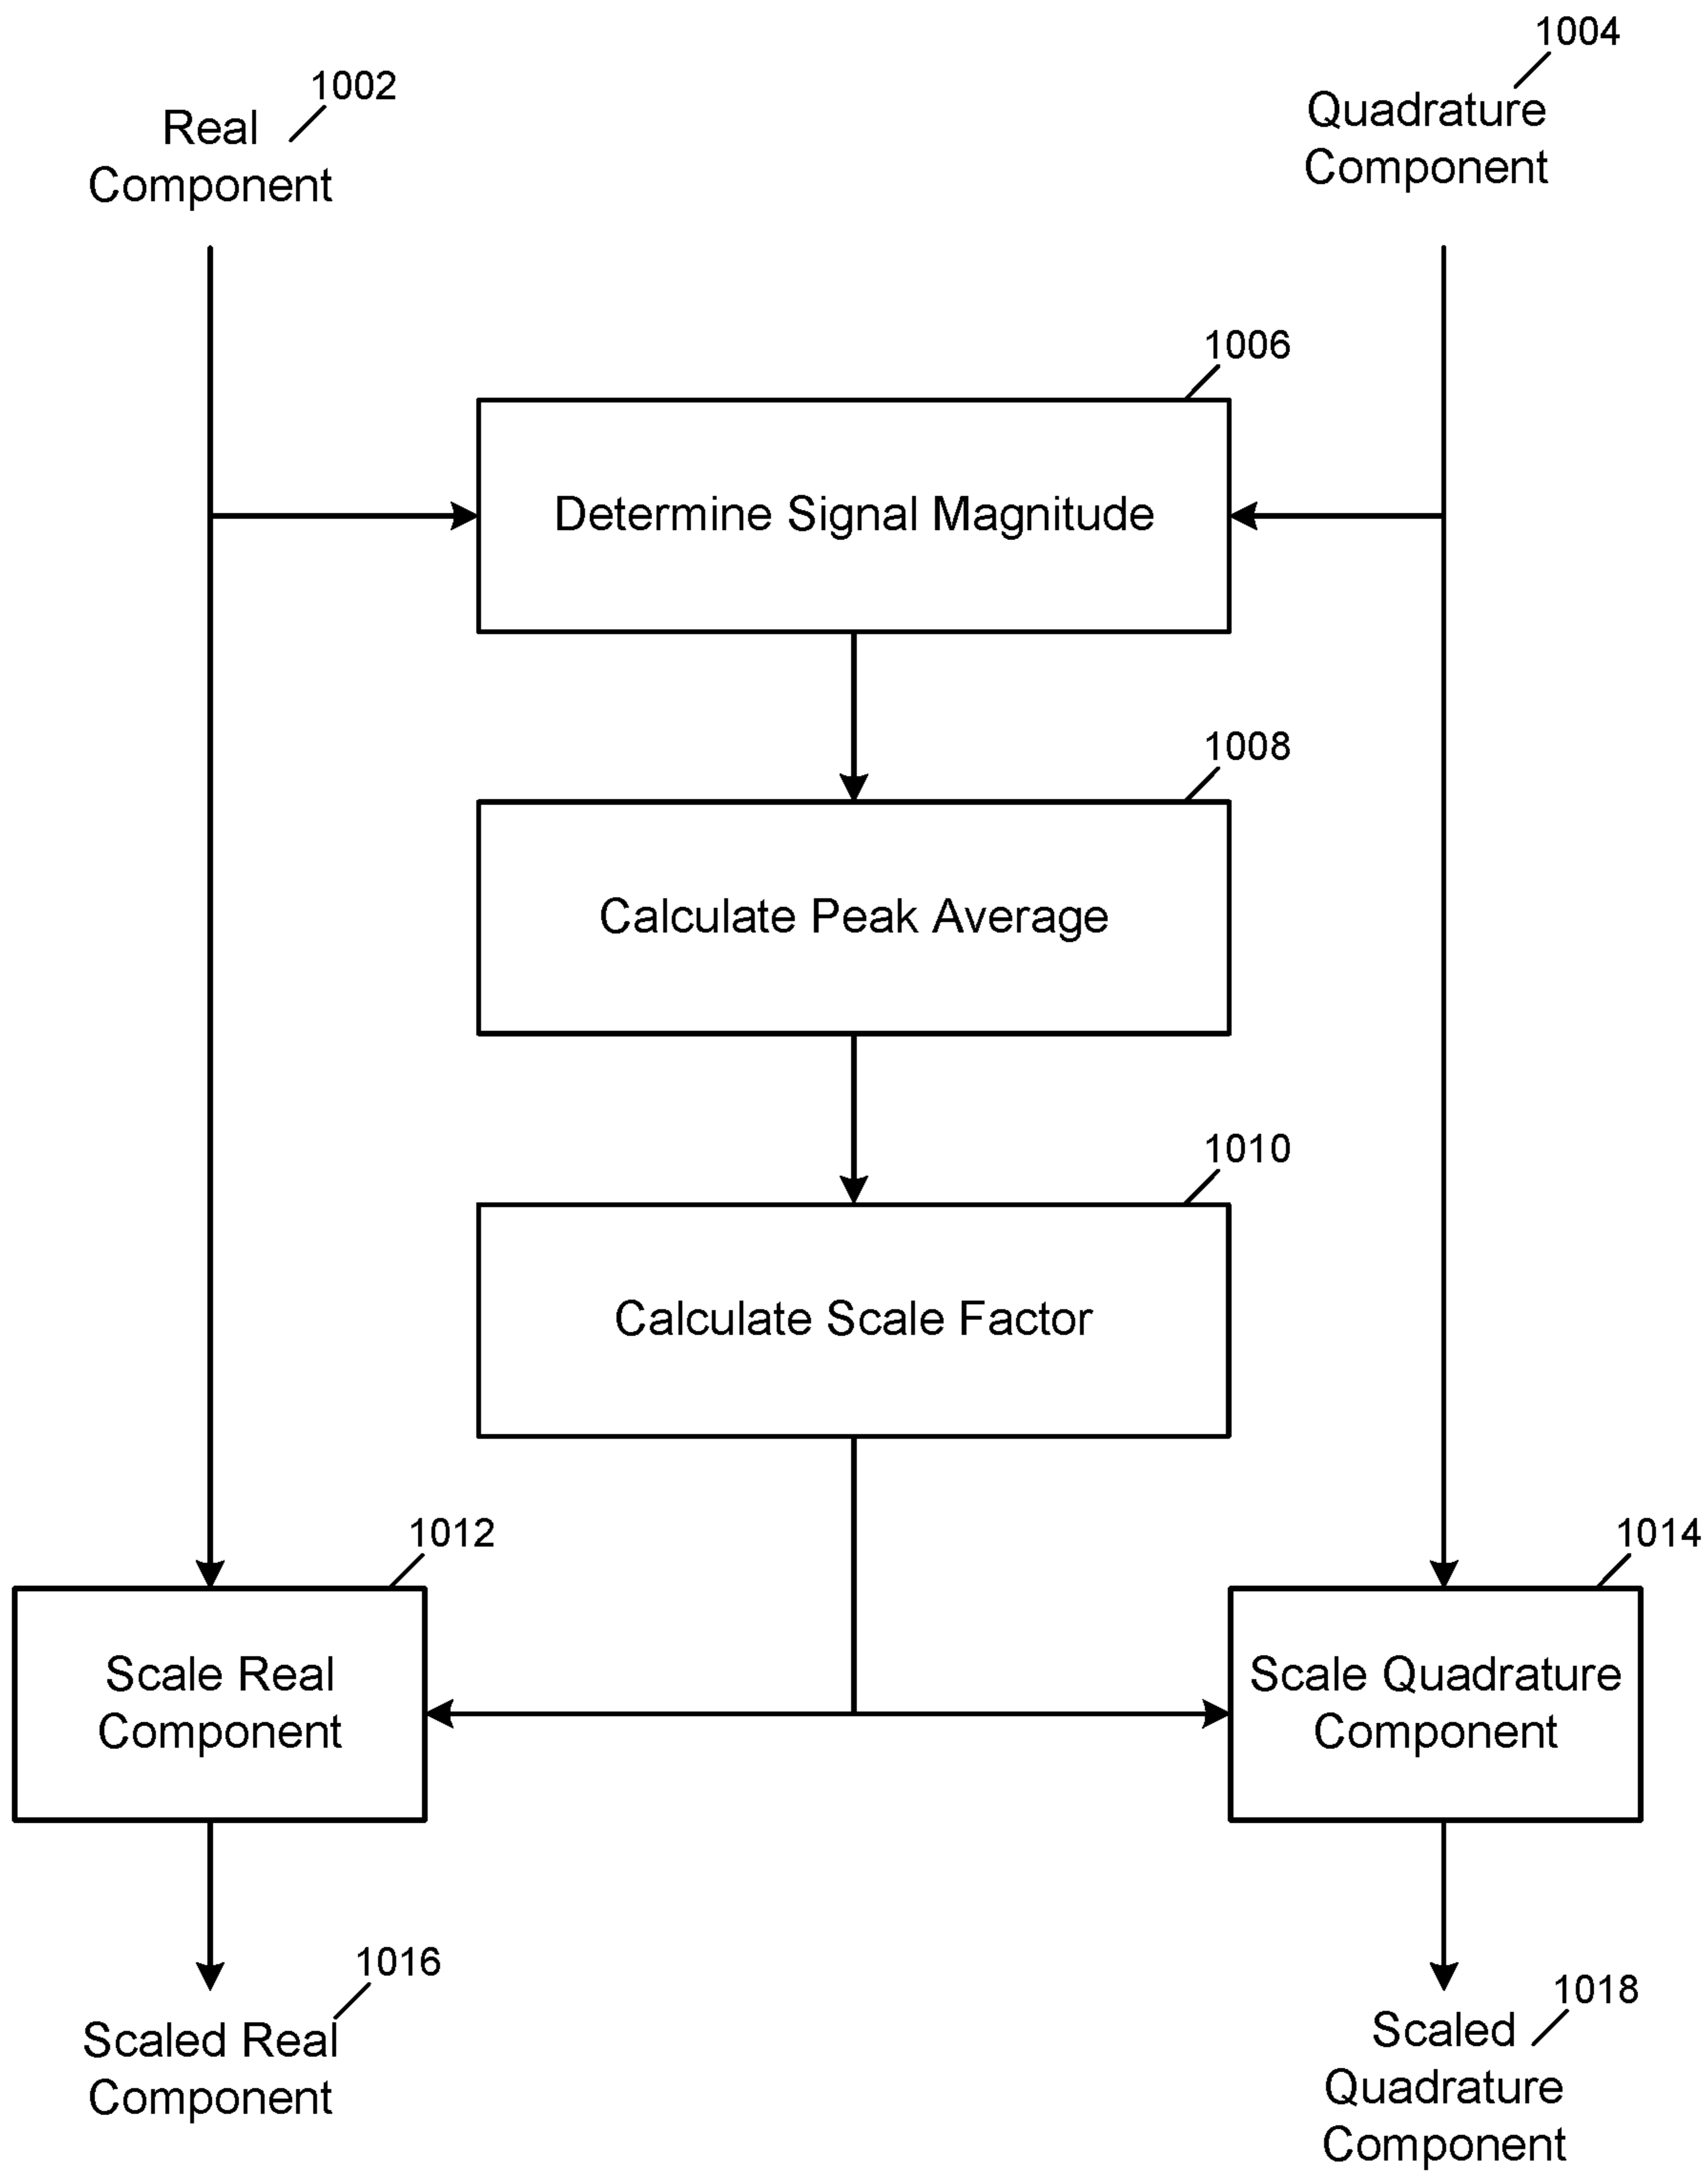 1002
Real
Component
1004
Quadrature
Component
1006
Determine Signal Magnitude
1008
Calculate Peak Average
1010
Calculate Scale Factor
1012
Scale Real
Component
1014
Scale Quadrature
Component
1016
Scaled Real
Component
1018
Scaled
Quadrature
Component